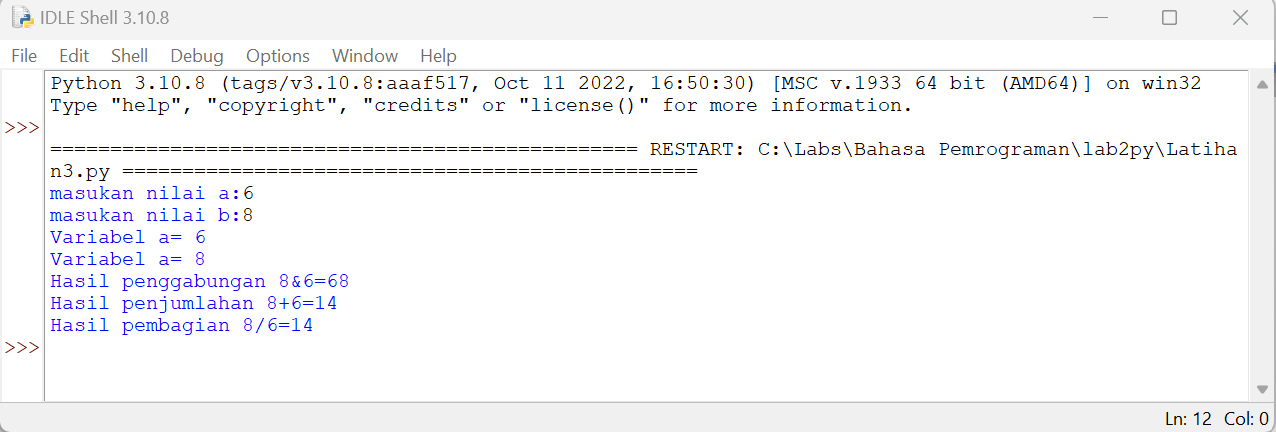 IDLE Shell 3.10.8
File Edit Shell Debug Options Window Help
Python 3.10.8 (tags/v3.10.8:aaaf517, Oct 11 2022, 16:50:30) [MSC v.1933 64 bit (AMD64)] on win32
Type "help", "copyright", "credits" or "license()" for more information.
>>>
=================================================== RESTART: C:\Labs\Bahasa Pemrograman\lab2py\Latiha
n3.py ================================================
masukan nilai a:6
masukan nilai b:8
Variabel a= 6
Variabel a= 8
Hasil penggabungan 8&6=68
Hasil penjumlahan 8+6=14
Hasil pembagian 8/6=14
>>>
Ln: 12 Col: 0